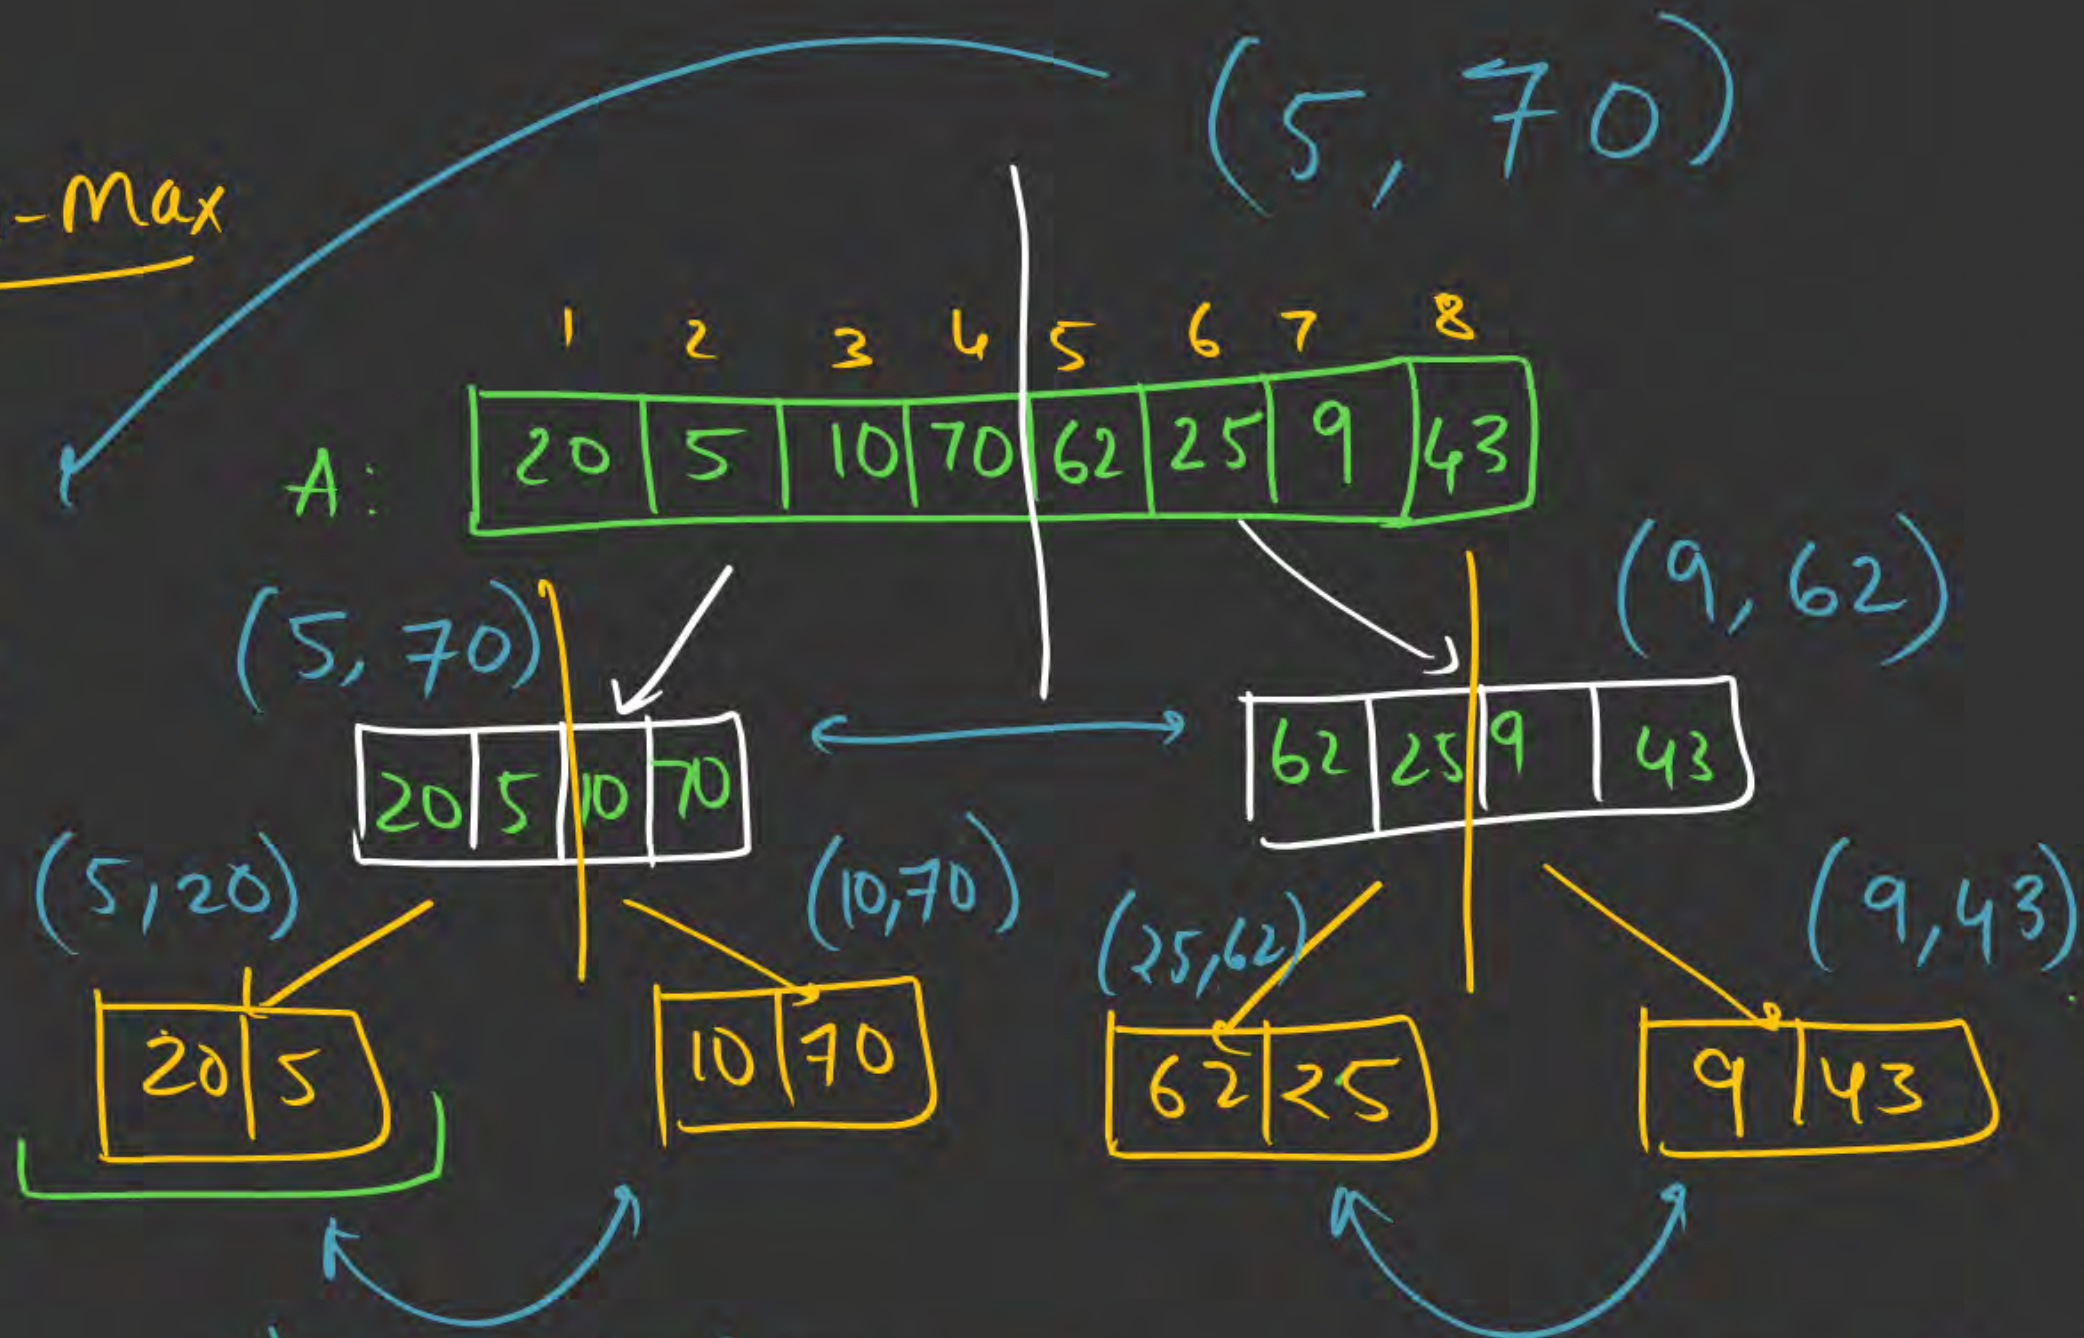 (5, 70)
-Max
1 2 3 4 5 6 7 8
A: 20 5 10 70 62 25 9 43
(5, 70) (9, 62)
20 5 10 70 62 25 9 43
(5,20) (10,70) (25,62) (9,43)
20 5 10 70 62 25 9 43